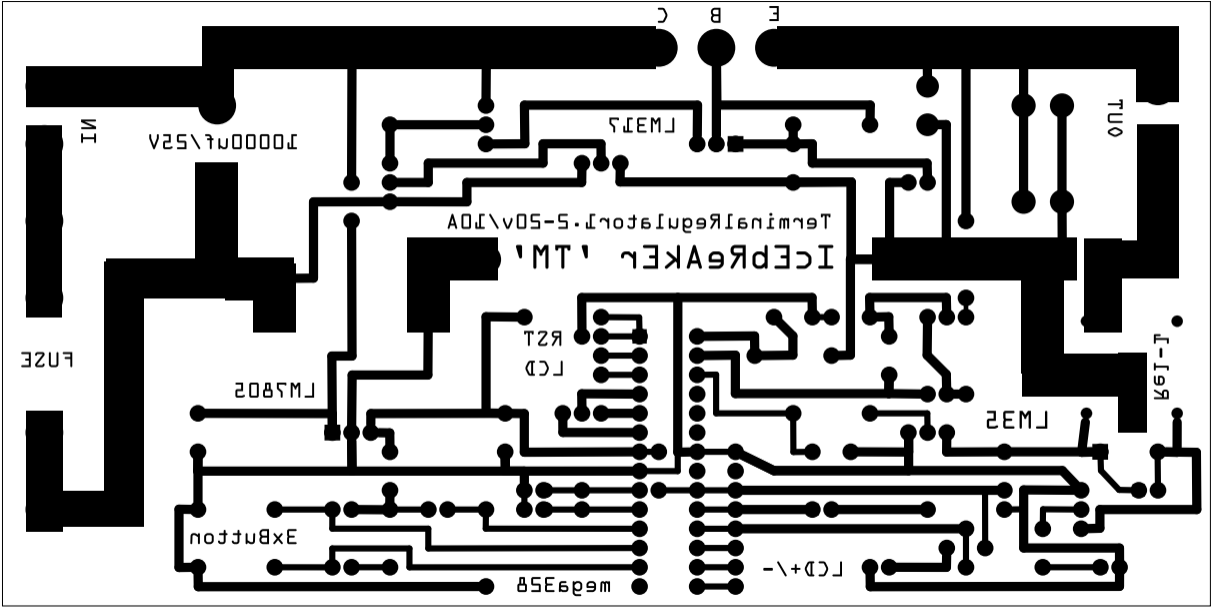 C B E
IN
10000uf/25V
LM317
OUT
TerminalRegulator1.2-20v/10A
IcEbReAkEr 'TM'
RST
FUSE
LCD
Rel-1
LM7805
LM35
3xButton
LCD+/-
mega328